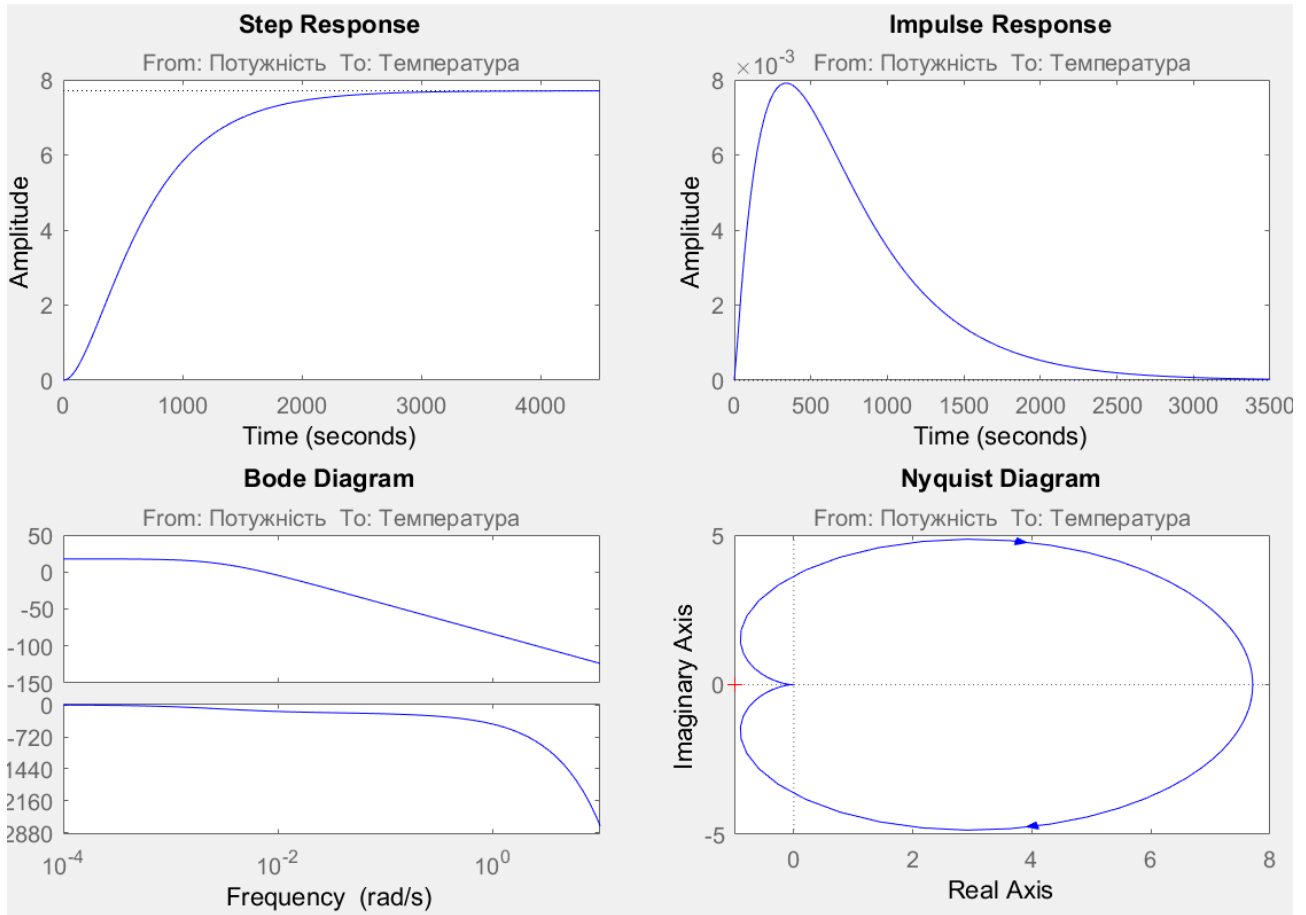 Step Response
From: Потужність To: Температура
8
6
4
2
0
0 1000 2000 3000 4000
Amplitude
Time (seconds)
Impulse Response
×10-3 From: Потужність To: Температура
8
6
4
2
0
0 500 1000 1500 2000 2500 3000 3500
Amplitude
Time (seconds)
Bode Diagram
From: Потужність To: Температура
50
0
-50
-100
-150
0
-720
1440
2160
2880
10-4 10-2 100
Frequency (rad/s)
Nyquist Diagram
From: Потужність To: Температура
5
0
-5
0 2 4 6 8
Imaginary Axis
Real Axis